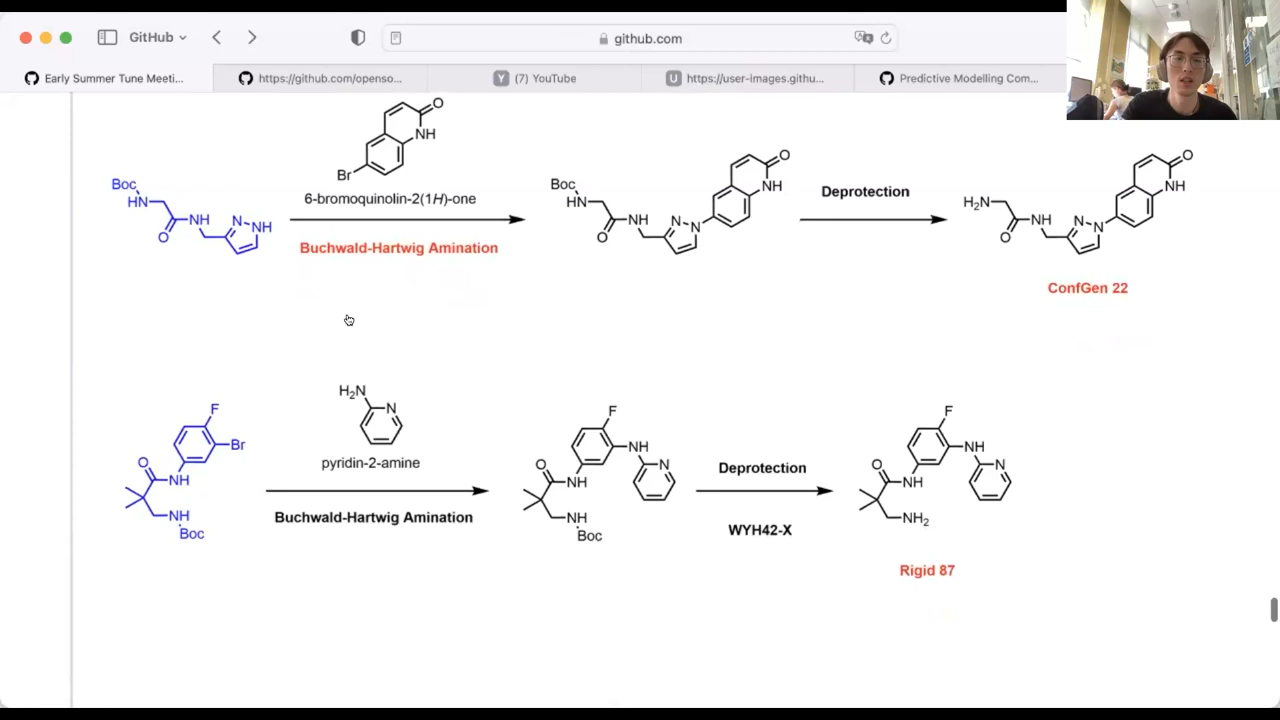 GitHub
github.com
Early Summer Tune Meeti...
https://github.com/openso...
Y
(7) YouTube
U
https://user-images.githu...
Predictive Modelling Com...
O
NH
Br
6-bromoquinolin-2(1H)-one
Buchwald-Hartwig Amination
Boc
HN
O
NH
N
NH
Boc
HN
O
NH
N
N
O
NH
Deprotection
H2N
O
NH
N
N
O
NH
ConfGen 22
F
Br
O
NH
NH
Boc
H2N
N
pyridin-2-amine
Buchwald-Hartwig Amination
F
NH
N
O
NH
NH
Boc
Deprotection
WYH42-X
F
NH
N
O
NH
NH2
Rigid 87